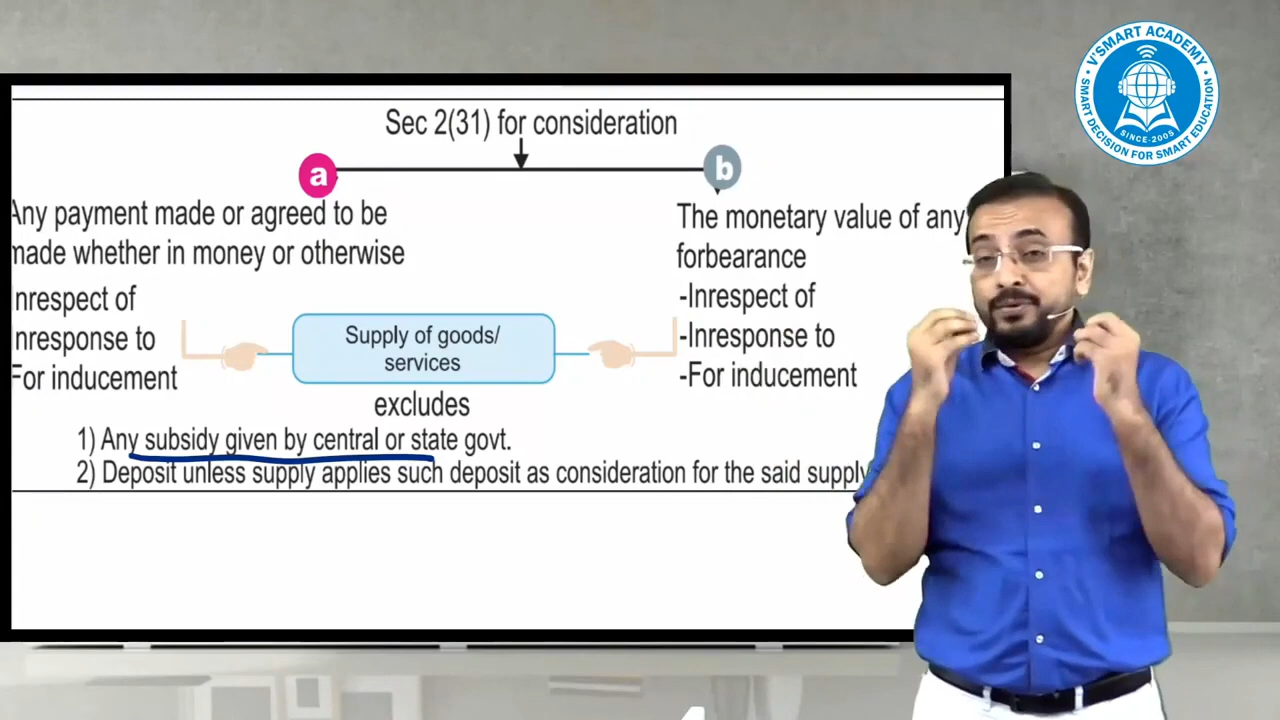 V'SMART ACADEMY
SMART DECISION FOR SMART EDUCATION
SINCE-2005
Sec 2(31) for consideration
a
b
Any payment made or agreed to be
made whether in money or otherwise
nrespect of
nresponse to
For inducement
Supply of goods/
services
The monetary value of any
forbearance
-Inrespect of
-Inresponse to
-For inducement
excludes
1) Any subsidy given by central or state govt.
2) Deposit unless supply applies such deposit as consideration for the said supply